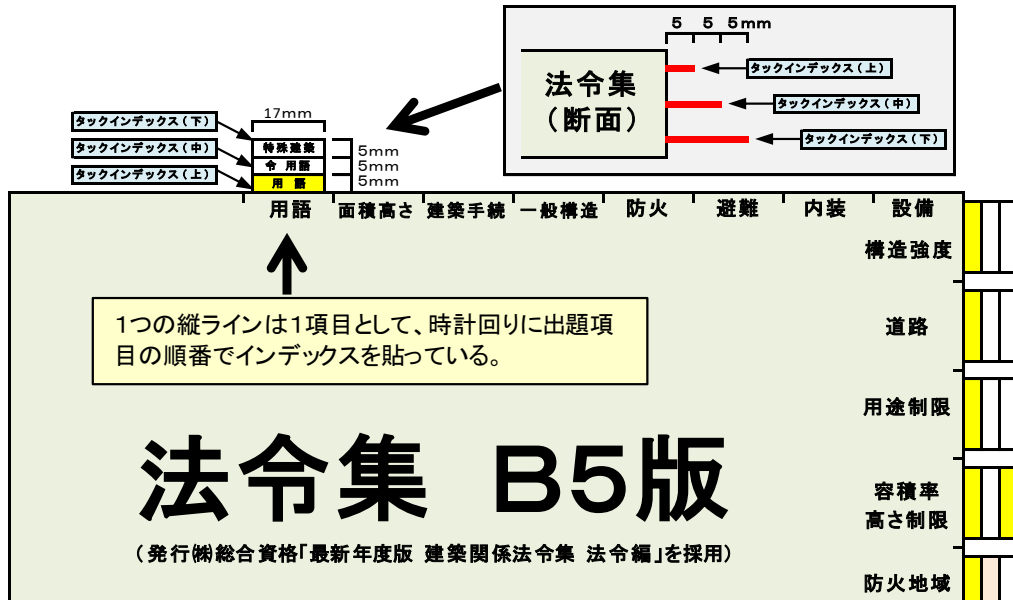 5 5 5mm
タックインデックス(上)
法令集
(断面)
タックインデックス(中)
タックインデックス(下)
17mm
タックインデックス(下)
タックインデックス(中)
タックインデックス(上)
特殊建築
令 用語
用 語
5mm
5mm
5mm
用語 面積高さ 建築手続 一般構造 防火 避難 内装 設備
構造強度
道路
用途制限
容積率
高さ制限
防火地域
1つの縦ラインは1項目として、時計回りに出題項
目の順番でインデックスを貼っている。
法令集 B5版
(発行㈱総合資格「最新年度版 建築関係法令集 法令編」を採用)